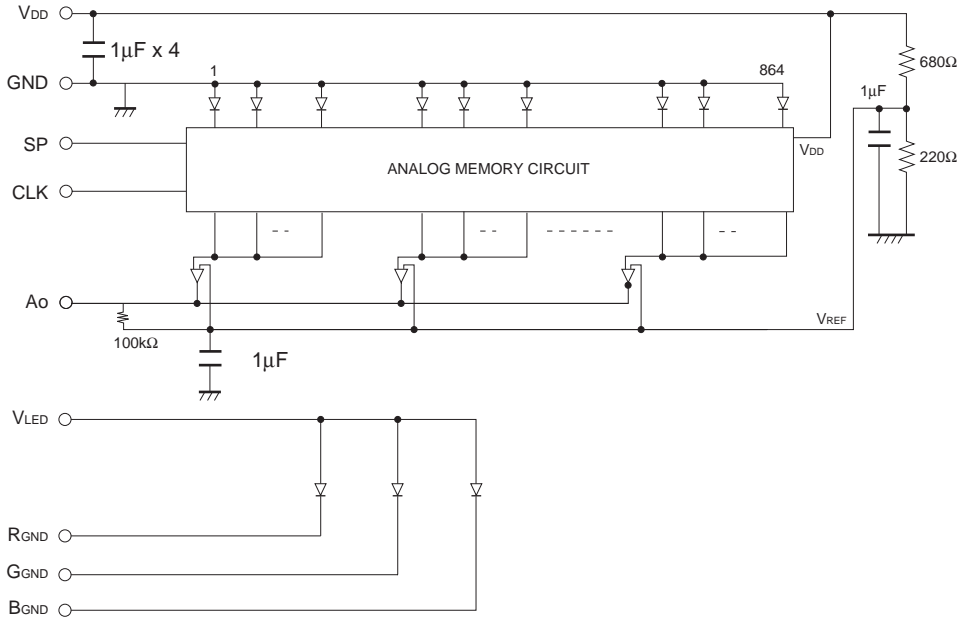 VDD
1μF x 4
680Ω
GND
1
864
1μF
SP
VDD
220Ω
ANALOG MEMORY CIRCUIT
CLK
Ao
VREF
100kΩ
1μF
VLED
RGND
GGND
BGND